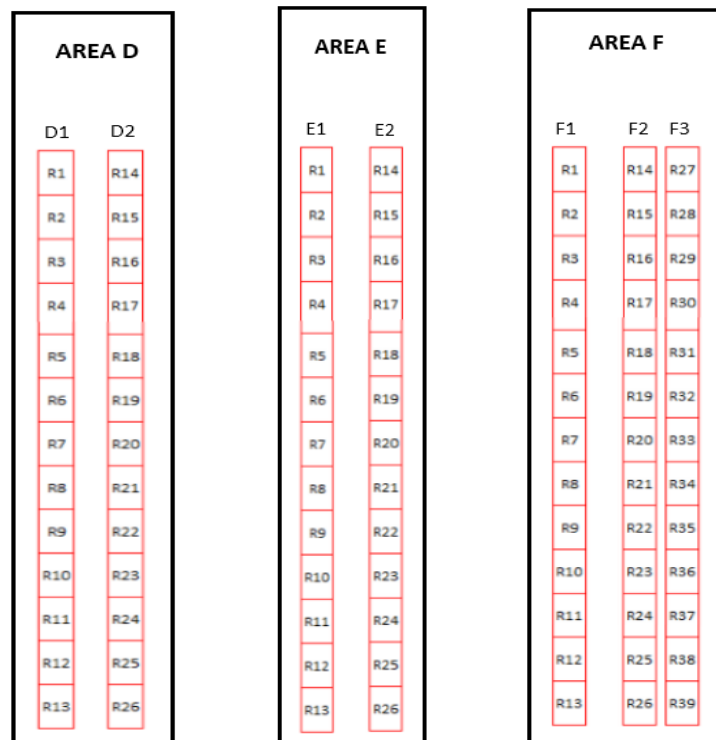 AREA D AREA E AREA F
D1 D2 E1 E2 F1 F2 F3
R1 R14 R1 R14 R1 R14 R27
R2 R15 R2 R15 R2 R15 R28
R3 R16 R3 R16 R3 R16 R29
R4 R17 R4 R17 R4 R17 R30
R5 R18 R5 R18 R5 R18 R31
R6 R19 R6 R19 R6 R19 R32
R7 R20 R7 R20 R7 R20 R33
R8 R21 R8 R21 R8 R21 R34
R9 R22 R9 R22 R9 R22 R35
R10 R23 R10 R23 R10 R23 R36
R11 R24 R11 R24 R11 R24 R37
R12 R25 R12 R25 R12 R25 R38
R13 R26 R13 R26 R13 R26 R39